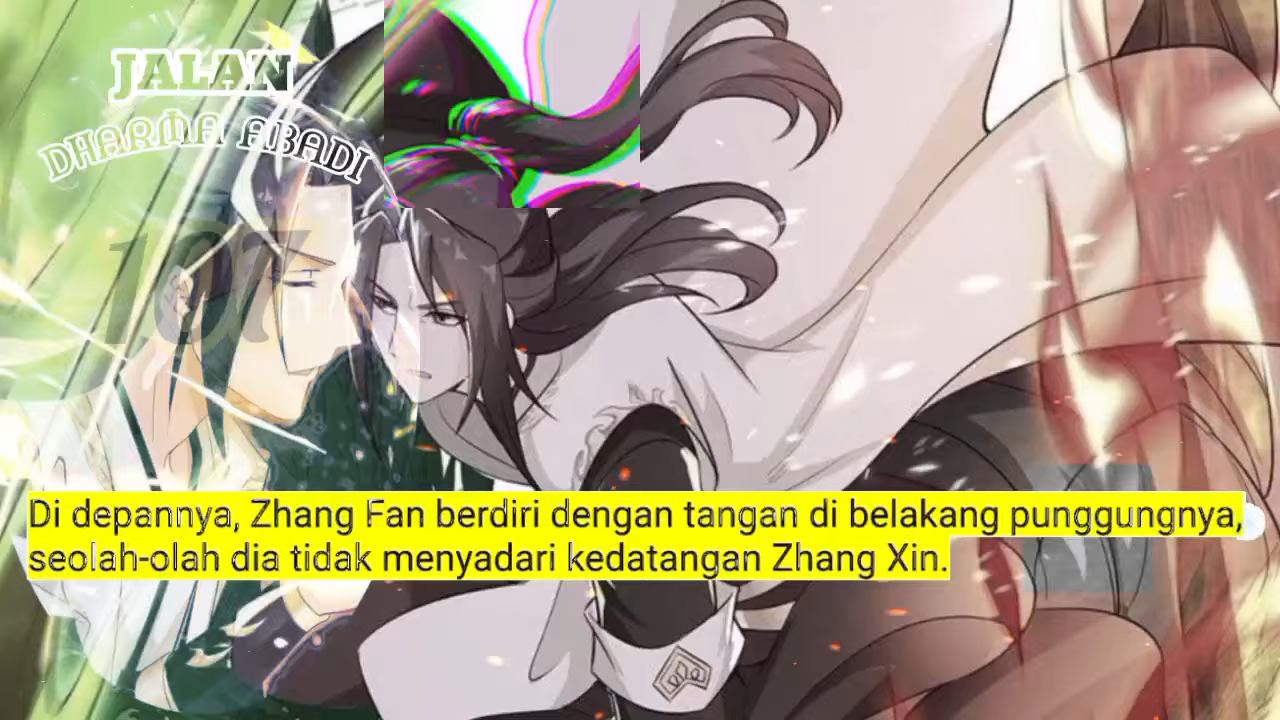 JALAN
DHARMA ABADI
107
Di depannya, Zhang Fan berdiri dengan tangan di belakang punggungnya,
seolah-olah dia tidak menyadari kedatangan Zhang Xin.